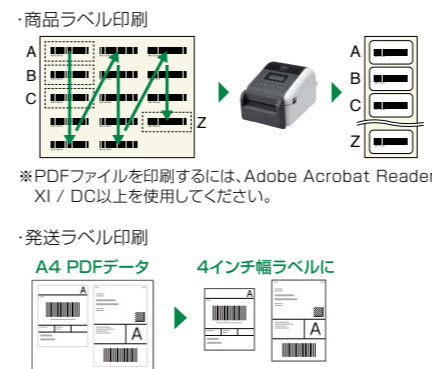 ·商品ラベル印刷
A
B
C
Z
A
B
C
Z
※PDFファイルを印刷するには、Adobe Acrobat Reader
XI / DC以上を使用してください。
·発送ラベル印刷
A4 PDFデータ
4インチ幅ラベルに
A
A
A
A